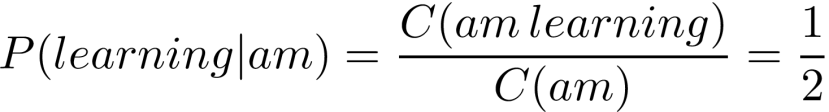 P(learning|am) = C(am learning) / C(am) = 1/2